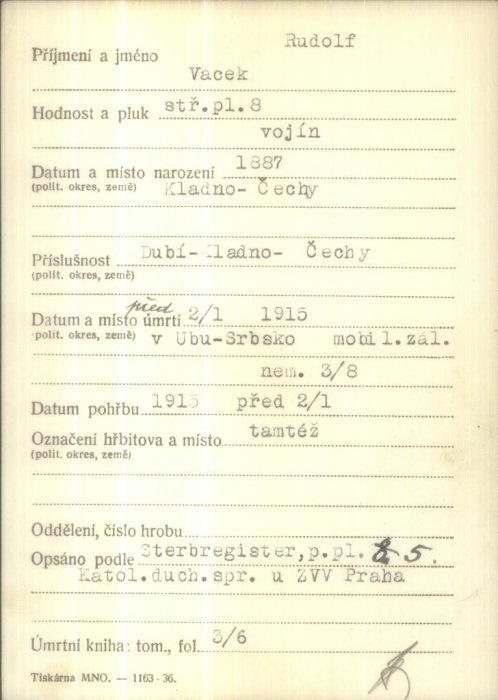 Rudolf
Příjmení a jméno
Vacek
Hodnost a pluk stř.pl.8
vojín
Datum a místo narození 1887
(polit. okres, země) Kladno- Čechy
Příslušnost Dubí-Kladno- Čechy
(polit. okres, země)
před
Datum a místo úmrtí 2/1 1915
(polit. okres, země) v Ubu-Srbsko mobil.zál.
nem. 3/8
Datum pohřbu 1915 před 2/1
Označení hřbitova a místo tamtéž
(polit. okres, země)
Oddělení, číslo hrobu
Opsáno podle Sterbregister,p.pl. 5.
Katol.duch.spr. u ZVV Praha
Úmrtní kniha: tom., fol. 3/6
Tiskárna MNO. — 1163-36.